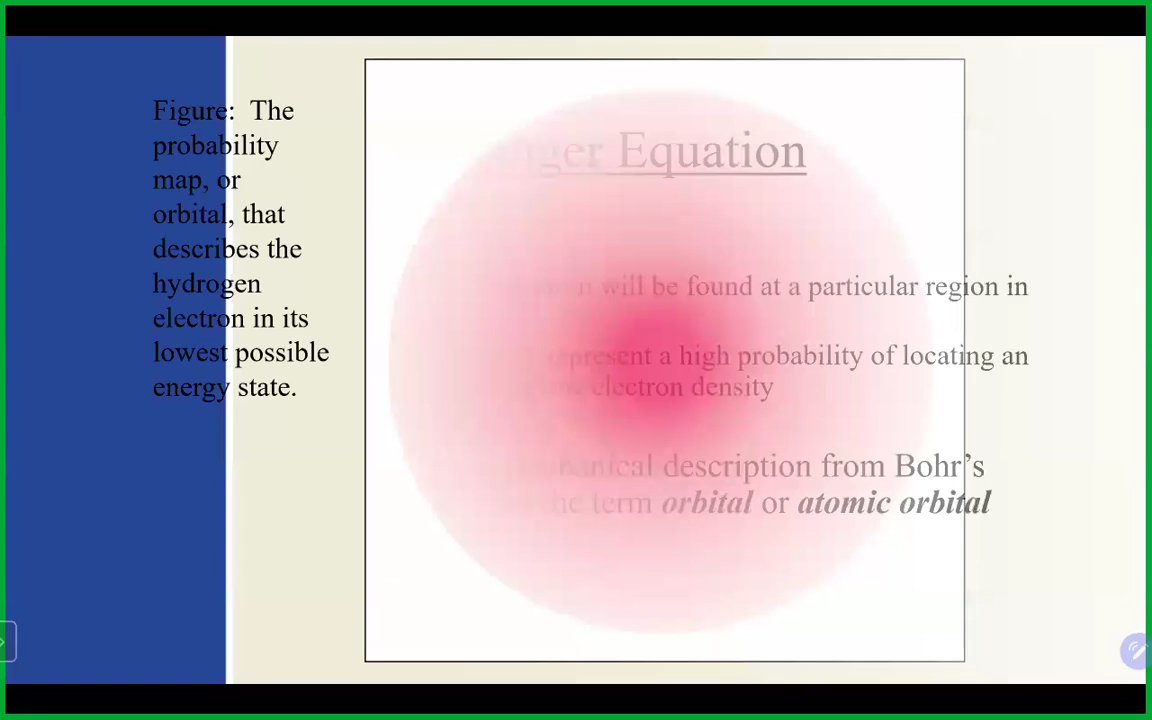 Figure: The
probability
map, or
orbital, that
describes the
hydrogen
electron in its
lowest possible
energy state.
Equation
will be found at a particular region in
represent a high probability of locating an
electron density
description from Bohr's
the term orbital or atomic orbital